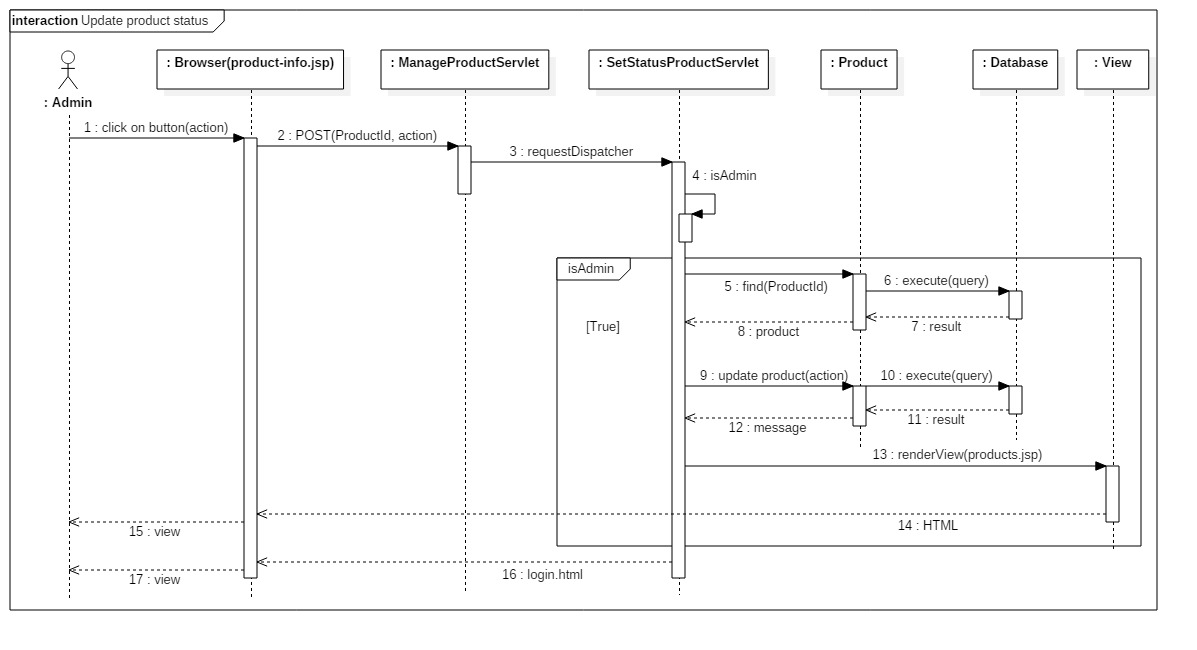 interaction Update product status
: Browser(product-info.jsp)
: ManageProductServlet
: SetStatusProductServlet
: Product
: Database
: View
: Admin
1 : click on button(action)
2 : POST(ProductId, action)
3 : requestDispatcher
4 : isAdmin
isAdmin
5 : find(ProductId)
6 : execute(query)
[True]
7 : result
8 : product
9 : update product(action)
10 : execute(query)
11 : result
12 : message
13 : renderView(products.jsp)
14 : HTML
15 : view
16 : login.html
17 : view